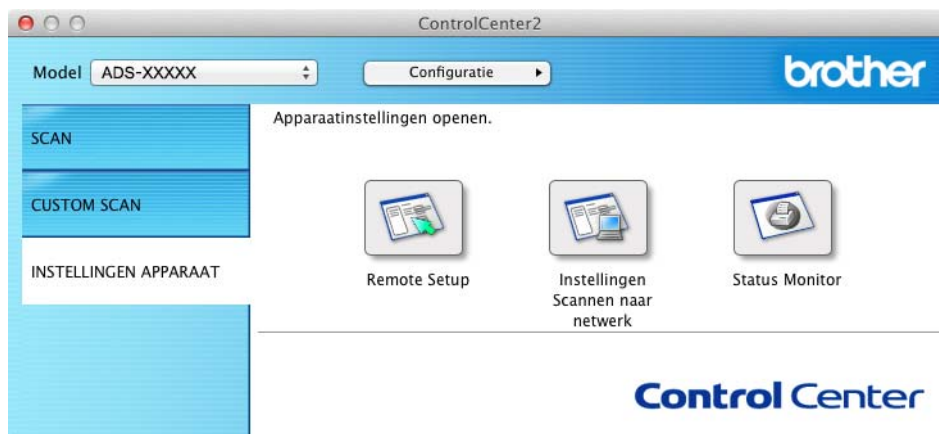 ControlCenter2
Model ADS-XXXXX Configuratie brother
SCAN
CUSTOM SCAN
INSTELLINGEN APPARAAT
Apparaatinstellingen openen.
Remote Setup
Instellingen
Scannen naar
netwerk
Status Monitor
Control Center